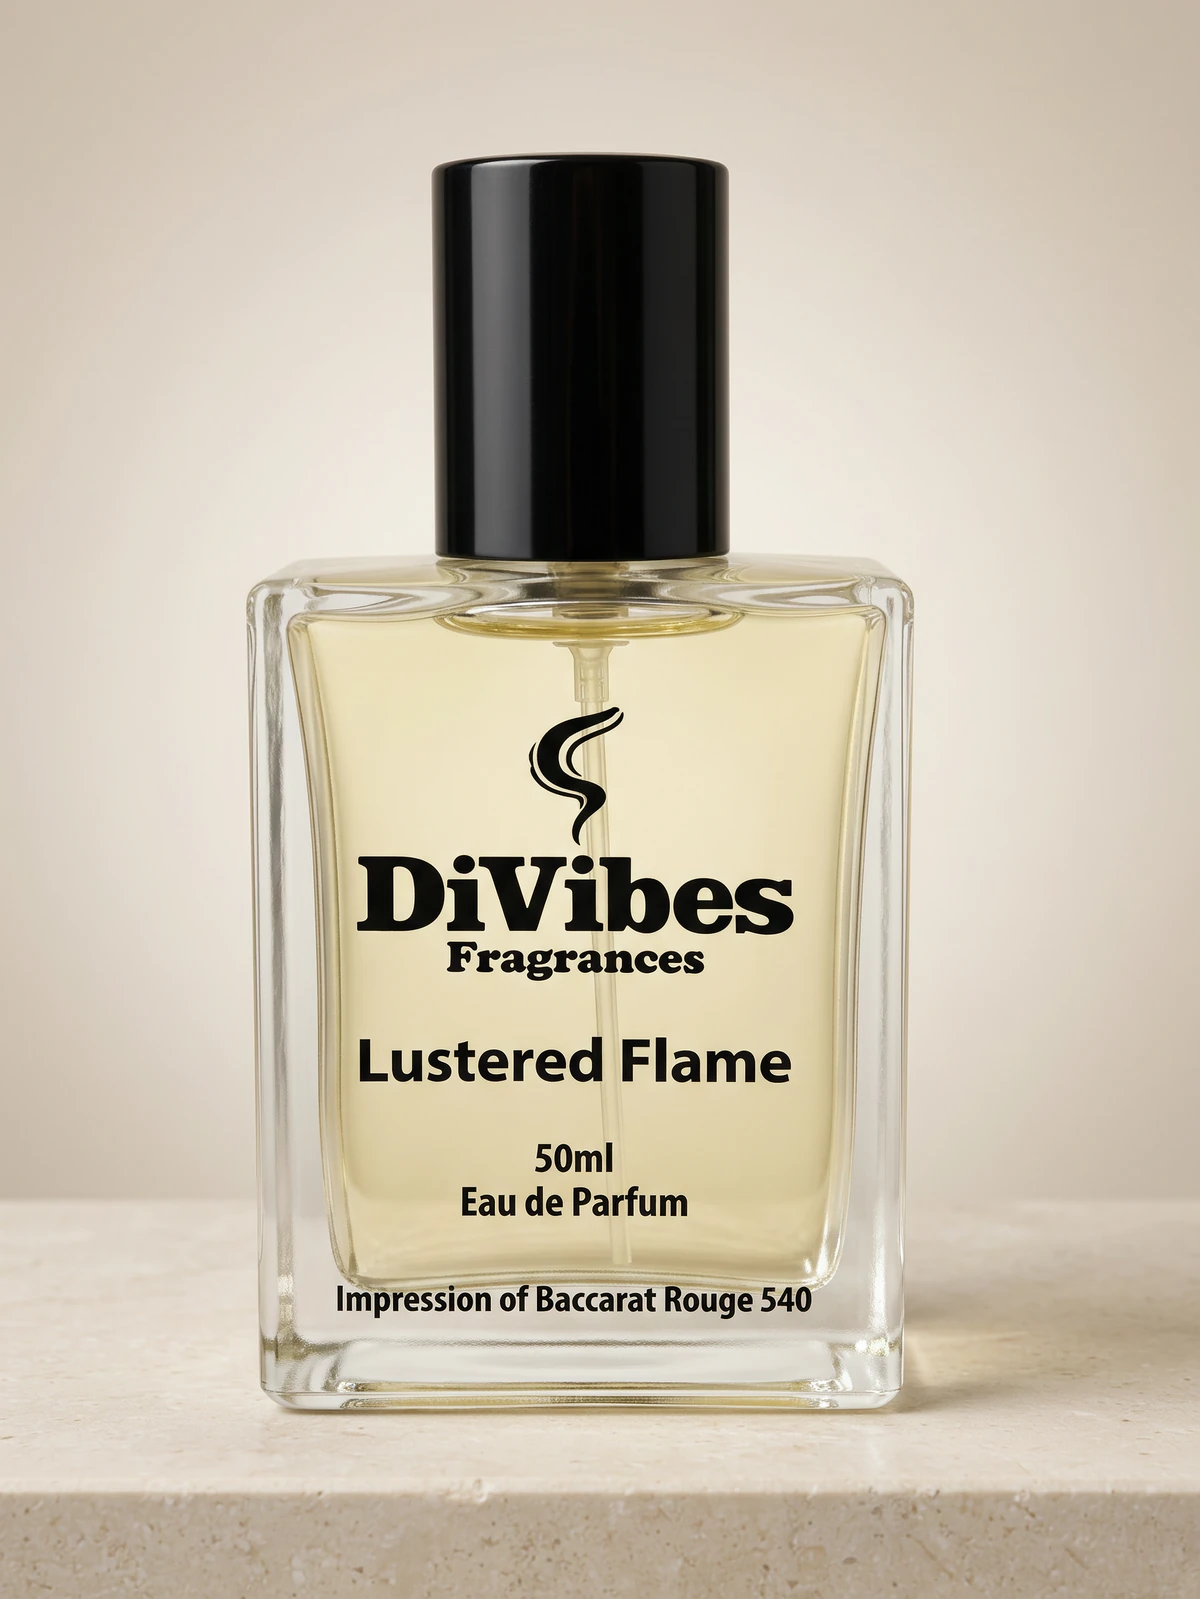 DiVibes
Fragrances
Lustered Flame
50ml
Eau de Parfum
Impression of Baccarat Rouge 540